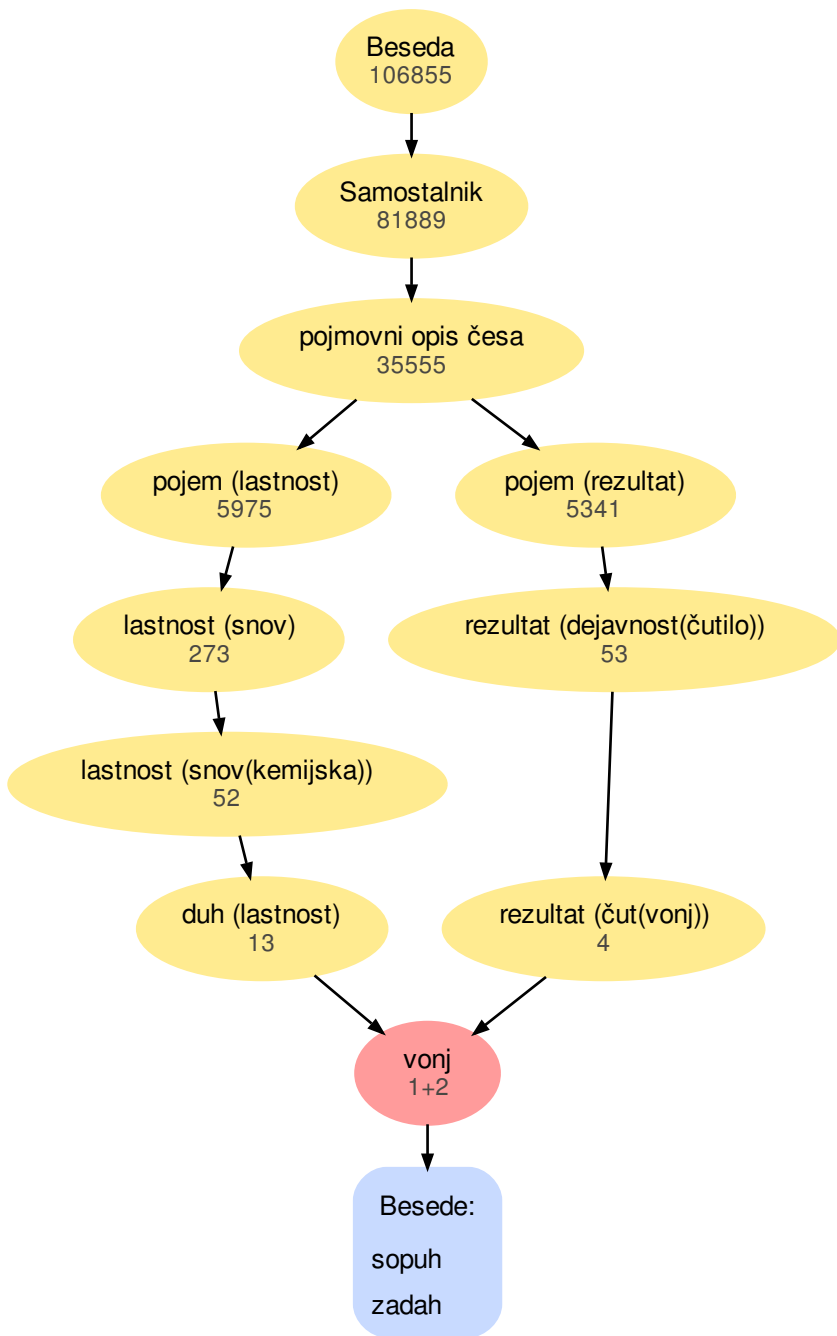 Beseda
106855
Samostalnik
81889
pojmovni opis česa
35555
pojem (lastnost)
5975
pojem (rezultat)
5341
lastnost (snov)
273
rezultat (dejavnost(čutilo))
53
lastnost (snov(kemijska))
52
duh (lastnost)
13
rezultat (čut(vonj))
4
vonj
1+2
Besede:
sopuh
zadah